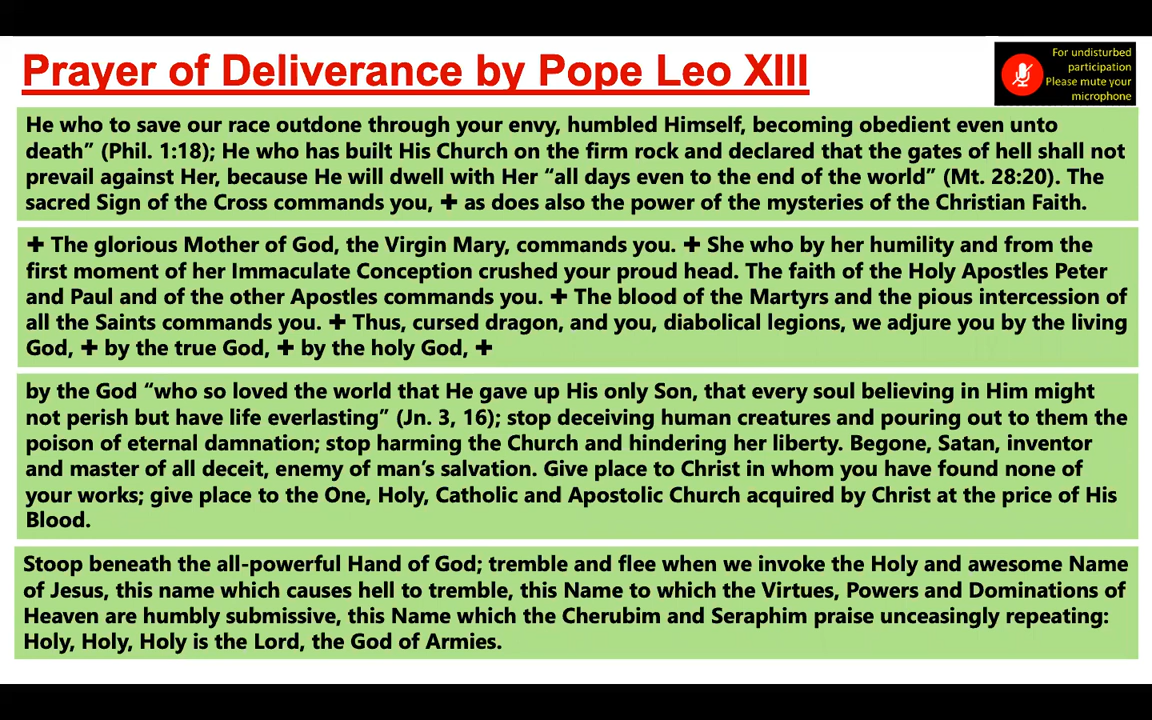 Prayer of Deliverance by Pope Leo XIII
For undisturbed
participation
Please mute your
microphone
He who to save our race outdone through your envy, humbled Himself, becoming obedient even unto
death” (Phil. 1:18); He who has built His Church on the firm rock and declared that the gates of hell shall not
prevail against Her, because He will dwell with Her “all days even to the end of the world” (Mt. 28:20). The
sacred Sign of the Cross commands you, ✚ as does also the power of the mysteries of the Christian Faith.
✚ The glorious Mother of God, the Virgin Mary, commands you. ✚ She who by her humility and from the
first moment of her Immaculate Conception crushed your proud head. The faith of the Holy Apostles Peter
and Paul and of the other Apostles commands you. ✚ The blood of the Martyrs and the pious intercession of
all the Saints commands you. ✚ Thus, cursed dragon, and you, diabolical legions, we adjure you by the living
God, ✚ by the true God, ✚ by the holy God, ✚
by the God “who so loved the world that He gave up His only Son, that every soul believing in Him might
not perish but have life everlasting” (Jn. 3, 16); stop deceiving human creatures and pouring out to them the
poison of eternal damnation; stop harming the Church and hindering her liberty. Begone, Satan, inventor
and master of all deceit, enemy of man’s salvation. Give place to Christ in whom you have found none of
your works; give place to the One, Holy, Catholic and Apostolic Church acquired by Christ at the price of His
Blood.
Stoop beneath the all-powerful Hand of God; tremble and flee when we invoke the Holy and awesome Name
of Jesus, this name which causes hell to tremble, this Name to which the Virtues, Powers and Dominations of
Heaven are humbly submissive, this Name which the Cherubim and Seraphim praise unceasingly repeating:
Holy, Holy, Holy is the Lord, the God of Armies.